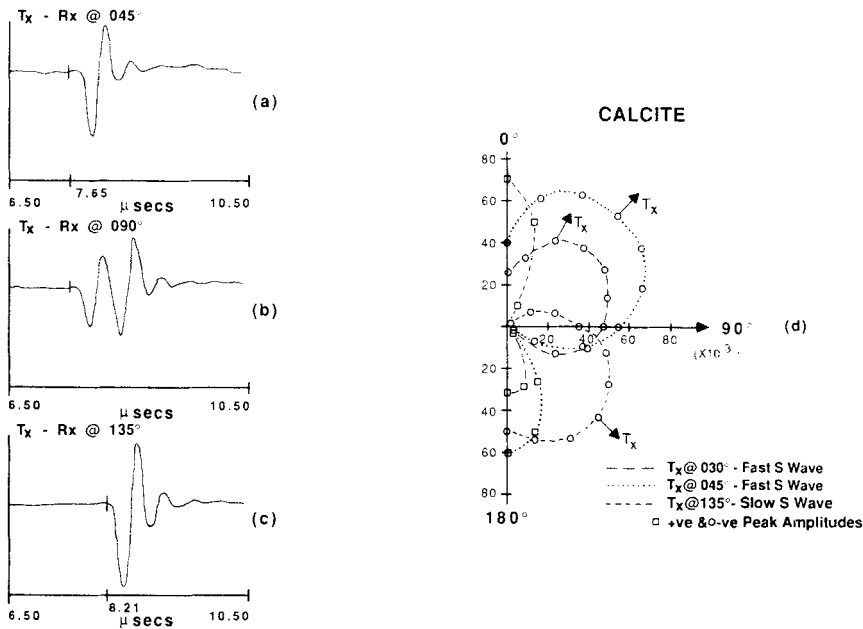 Tx - Rx @ 045°
(a)
7.65
6.50 μ secs 10.50
Tx - Rx @ 090°
(b)
6.50 μ secs 10.50
Tx - Rx @ 135°
(c)
8.21
6.50 μ secs 10.50
CALCITE
0°
80
60
40
20
Tx
Tx
20 40 60 80 90° (d)
(X10⁻³)
20
40
60
80
Tx
180°
Tx@ 030° - Fast S Wave
Tx@ 045° - Fast S Wave
Tx@135° - Slow S Wave
+ve &o-ve Peak Amplitudes